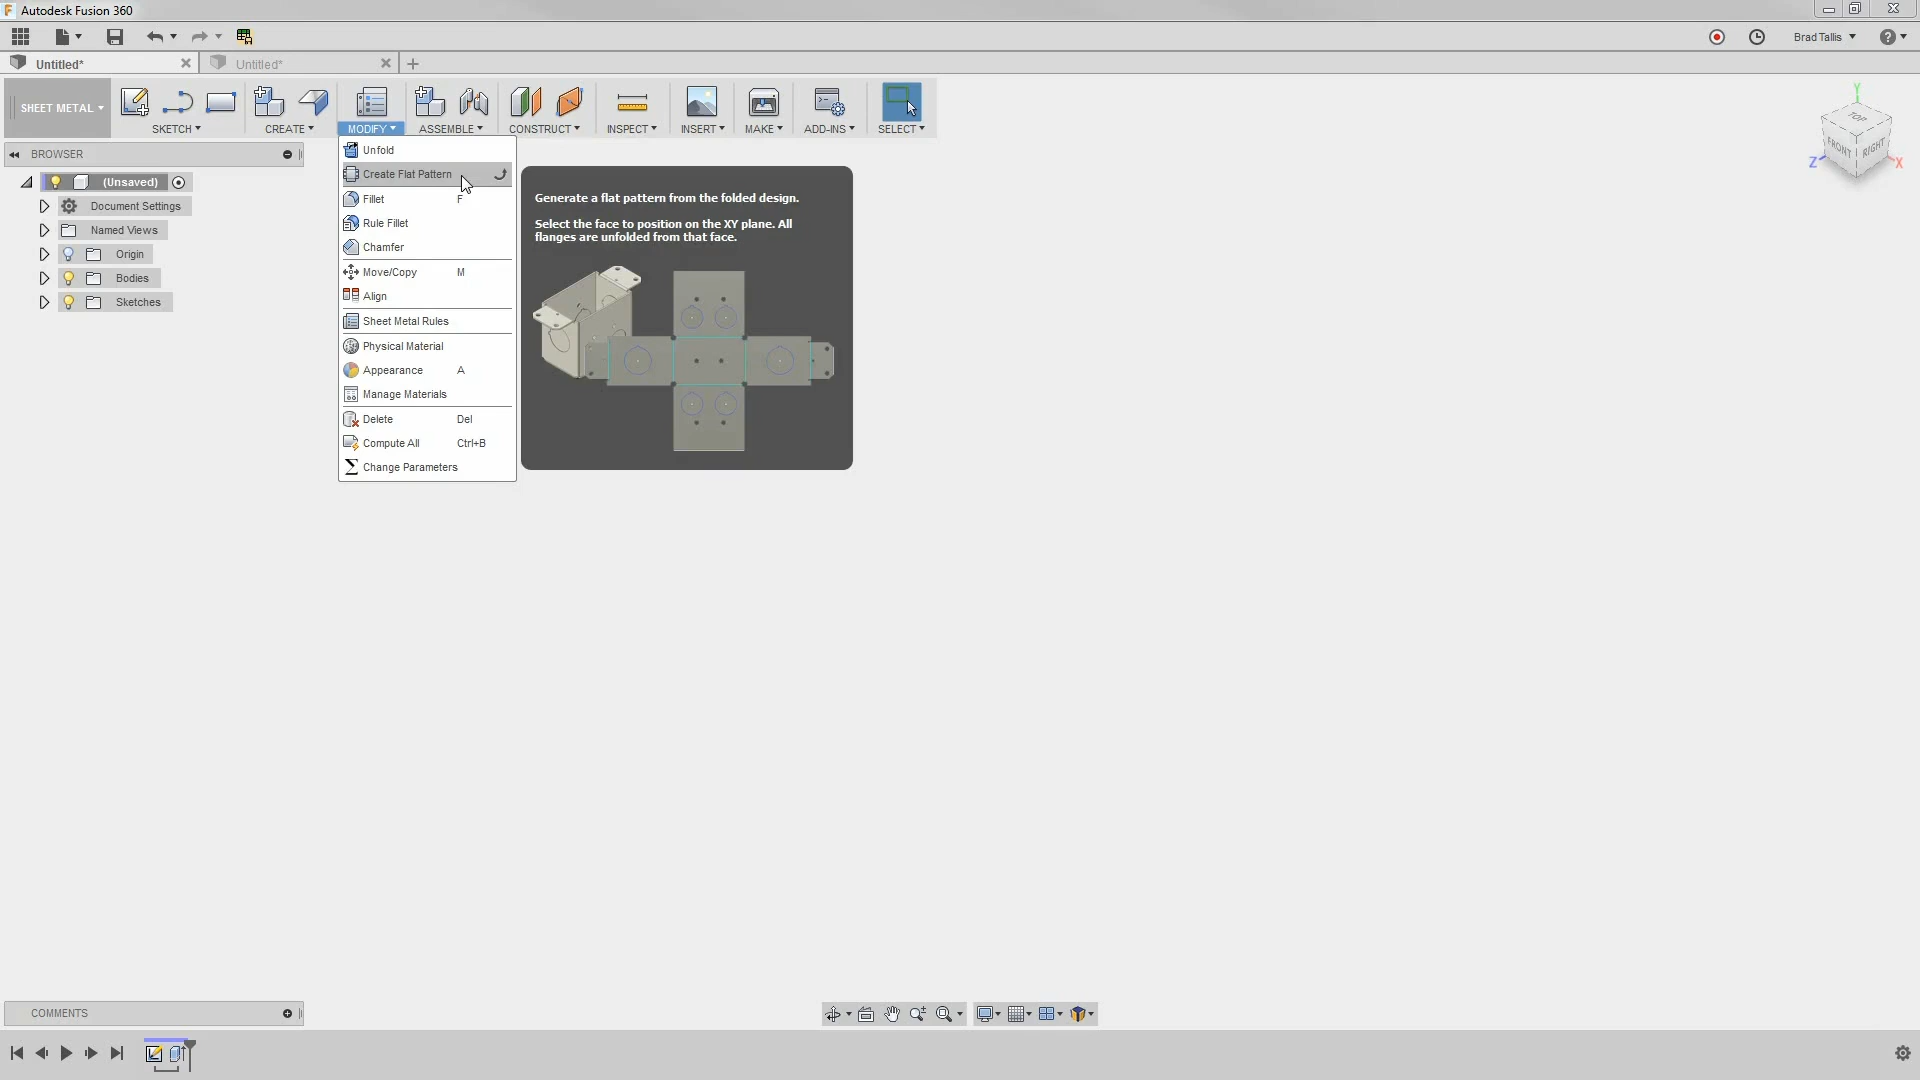 Autodesk Fusion 360
Brad Tallis
Untitled*
Untitled*
SHEET METAL
SKETCH
CREATE
MODIFY
ASSEMBLE
CONSTRUCT
INSPECT
INSERT
MAKE
ADD-INS
SELECT
BROWSER
(Unsaved)
Document Settings
Named Views
Origin
Bodies
Sketches
Unfold
Create Flat Pattern
Fillet F
Rule Fillet
Chamfer
Move/Copy M
Align
Sheet Metal Rules
Physical Material
Appearance A
Manage Materials
Delete Del
Compute All Ctrl+B
Change Parameters
Generate a flat pattern from the folded design.
Select the face to position on the XY plane. All
flanges are unfolded from that face.
Y
TOP
FRONT
RIGHT
Z
X
COMMENTS